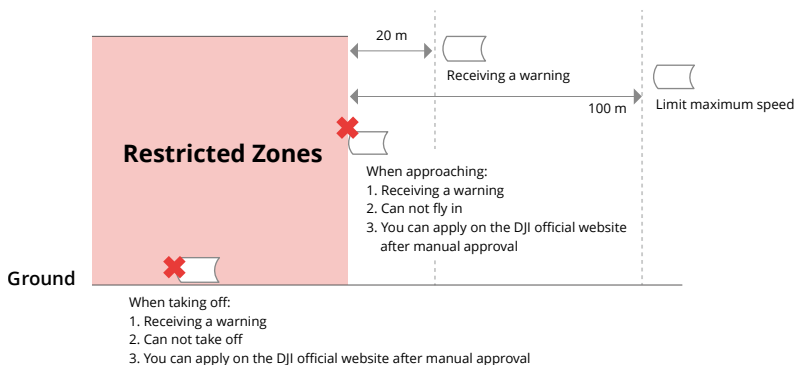 20 m
Receiving a warning
100 m
Limit maximum speed
Restricted Zones
When approaching:
1. Receiving a warning
2. Can not fly in
3. You can apply on the DJI official website
after manual approval
Ground
When taking off:
1. Receiving a warning
2. Can not take off
3. You can apply on the DJI official website after manual approval